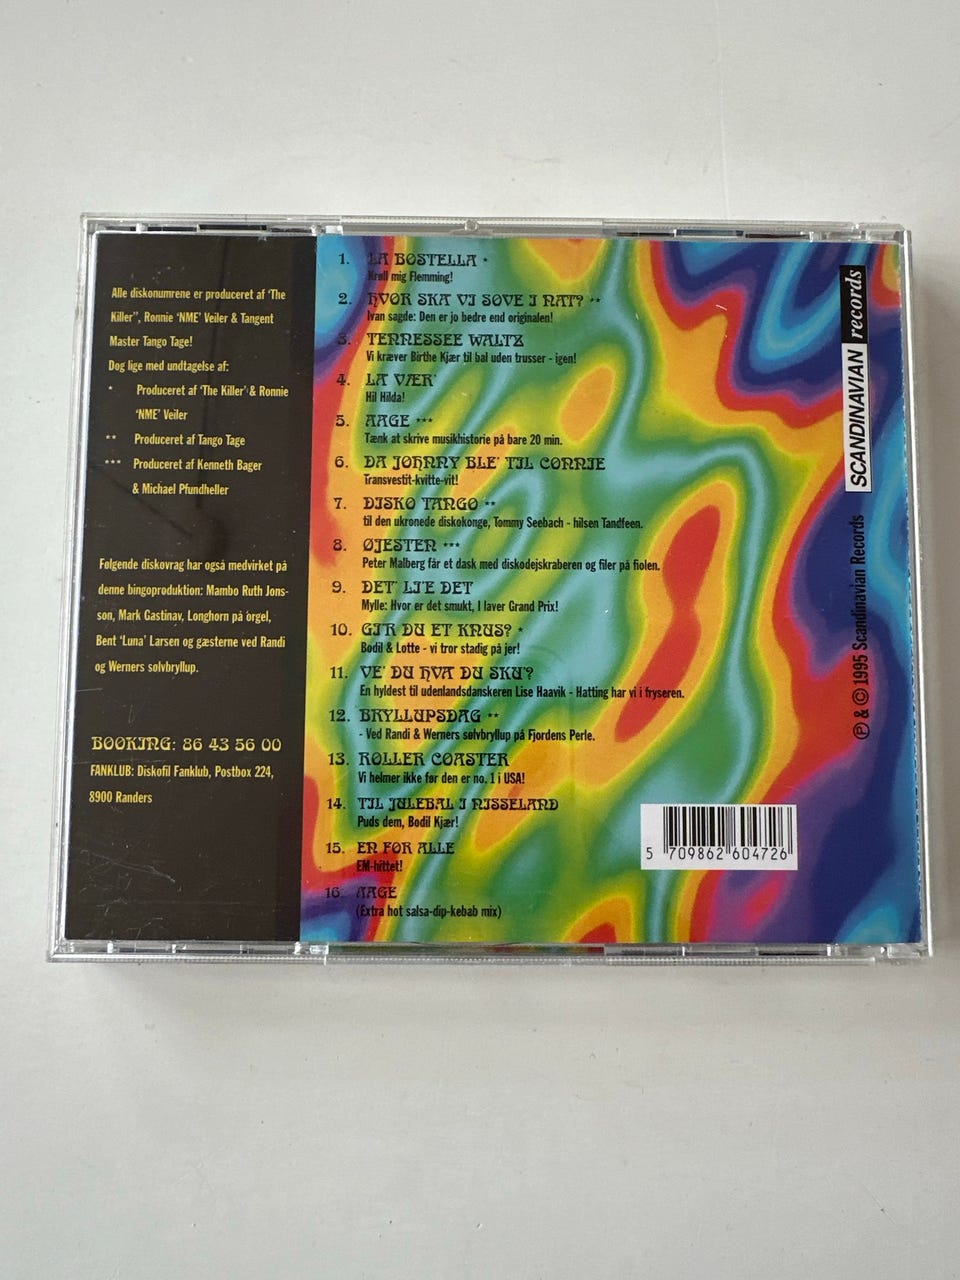 Alle diskonumrene er produceret af 'The
Killer'', Ronnie 'NME' Veiler & Tangent
Master Tango Tage!
Dog lige med undtagelse af:
* Produceret af 'The Killer' & Ronnie
'NME' Veiler
** Produceret af Tango Tage
*** Produceret af Kenneth Bager
& Michael Pfundheller
Følgende diskovrag har også medvirket på
denne bingoproduktion: Mambo Ruth Jons-
son, Mark Gastinav, Longhorn på orgel,
Bent 'Luna' Larsen og gæsterne ved Randi
og Werners sølvbryllup.
BOOKING: 86 43 56 00
FANKLUB: Diskofil Fanklub, Postbox 224,
8900 Randers
1. LA BOSTELLA *
Krøll mig Flemming!
2. HVOR SKA' VI SOVE I NAT? **
Ivan sagde: Den er jo bedre end originalen!
3. TENNESSEE WALTZ
Vi kræver Birthe Kjær til bal uden trusser - igen!
4. LA' VÆR'
Hil Hilda!
5. AAGE ***
Tænk at skrive musikhistorie på bare 20 min.
6. DA JOHNNY BLE' TIL CONNIE
Transvestit-kvitte-vit!
7. DISKO TANGO **
til den ukronede diskokonge, Tommy Seebach - hilsen Tandfeen.
8. ØJESTEN ***
Peter Malberg får et dask med diskodejskraberen og filer på fiolen.
9. DET' LI'E DET
Mylle: Hvor er det smukt, I laver Grand Prix!
10. GI'R DU ET KNUS? *
Bodil & Lotte - vi tror stadig på jer!
11. VE' DU HVA DU SKU'?
En hyldest til udenlandsdanskeren Lise Haavik - Hatting har vi i fryseren.
12. BRYLLUPSDAG **
- Ved Randi & Werners sølvbryllup på Fjordens Perle.
13. ROLLER COASTER
Vi helmer ikke før den er no. 1 i USA!
14. TIL JULEBAL I NISSELAND
Puds dem, Bodil Kjær!
15. EN FOR ALLE
EM-hittet!
16. AAGE
(Extra hot salsa-dip-kebab mix)
SCANDINAVIAN records
℗ & © 1995 Scandinavian Records
5 709862 604726